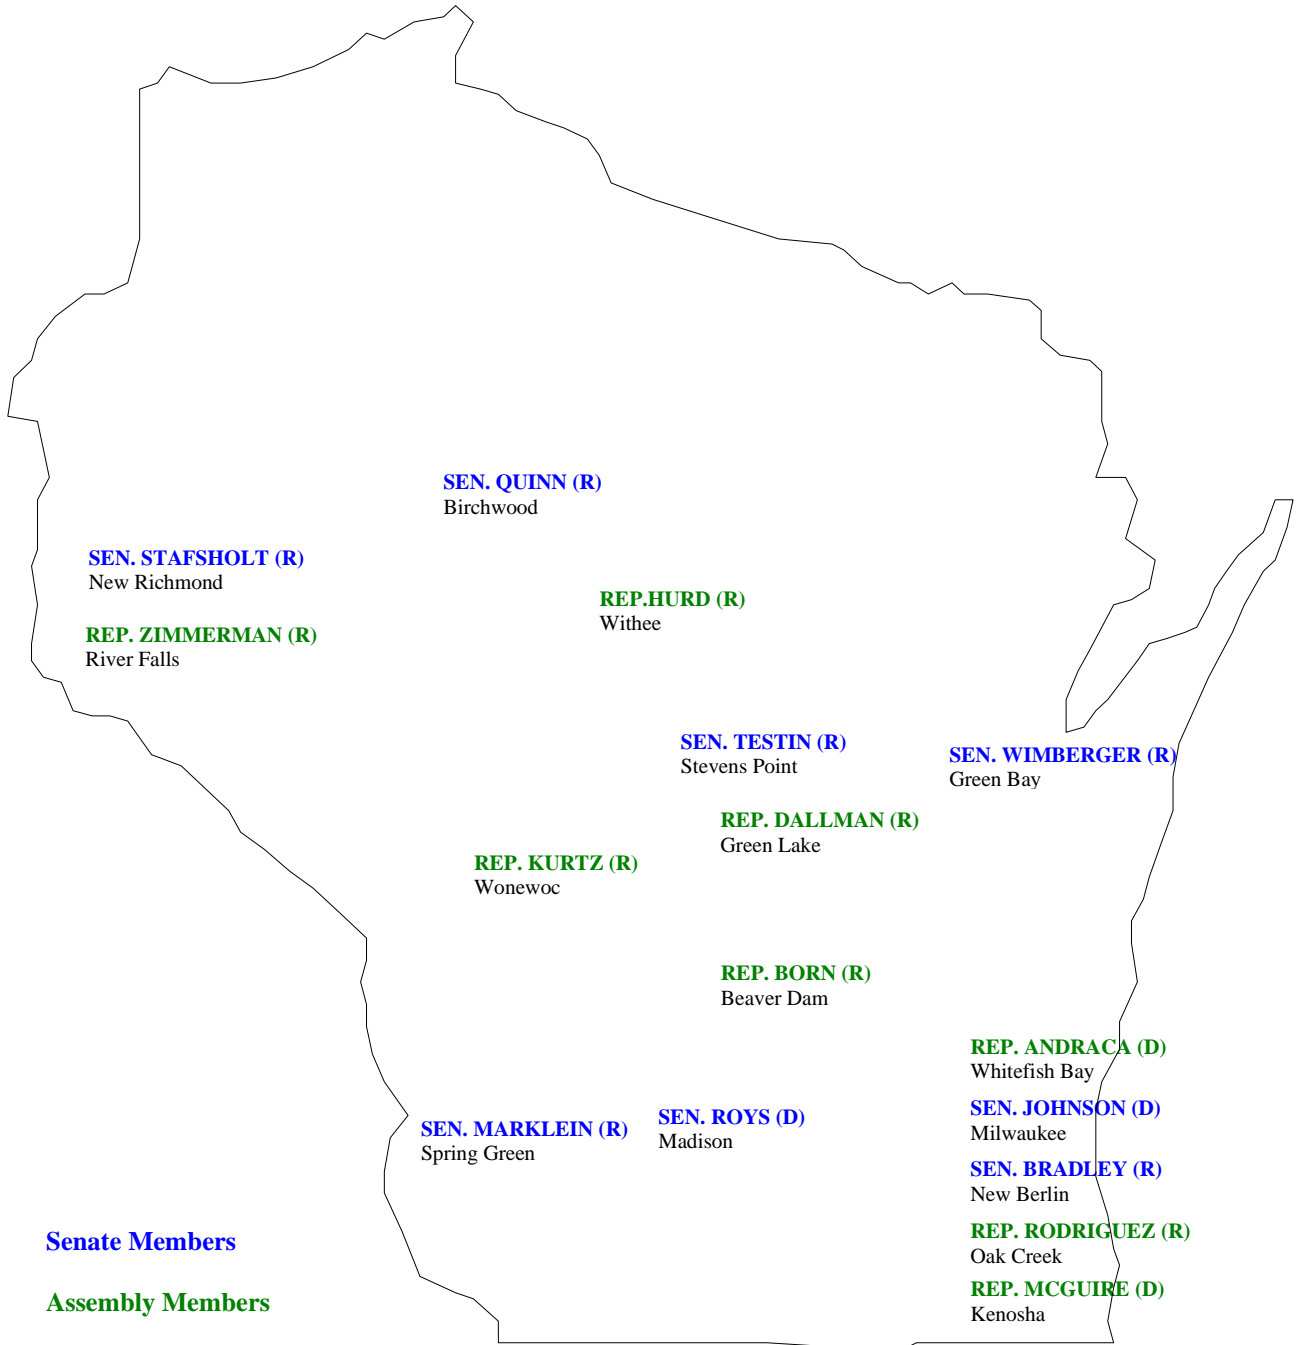 SEN. QUINN (R)
Birchwood
SEN. STAFSHOLT (R)
New Richmond
REP.HURD (R)
Withee
REP. ZIMMERMAN (R)
River Falls
SEN. TESTIN (R)
Stevens Point
SEN. WIMBERGER (R)
Green Bay
REP. DALLMAN (R)
Green Lake
REP. KURTZ (R)
Wonewoc
REP. BORN (R)
Beaver Dam
REP. ANDRACA (D)
Whitefish Bay
SEN. JOHNSON (D)
Milwaukee
SEN. ROYS (D)
Madison
SEN. MARKLEIN (R)
Spring Green
SEN. BRADLEY (R)
New Berlin
REP. RODRIGUEZ (R)
Oak Creek
REP. MCGUIRE (D)
Kenosha
Senate Members
Assembly Members